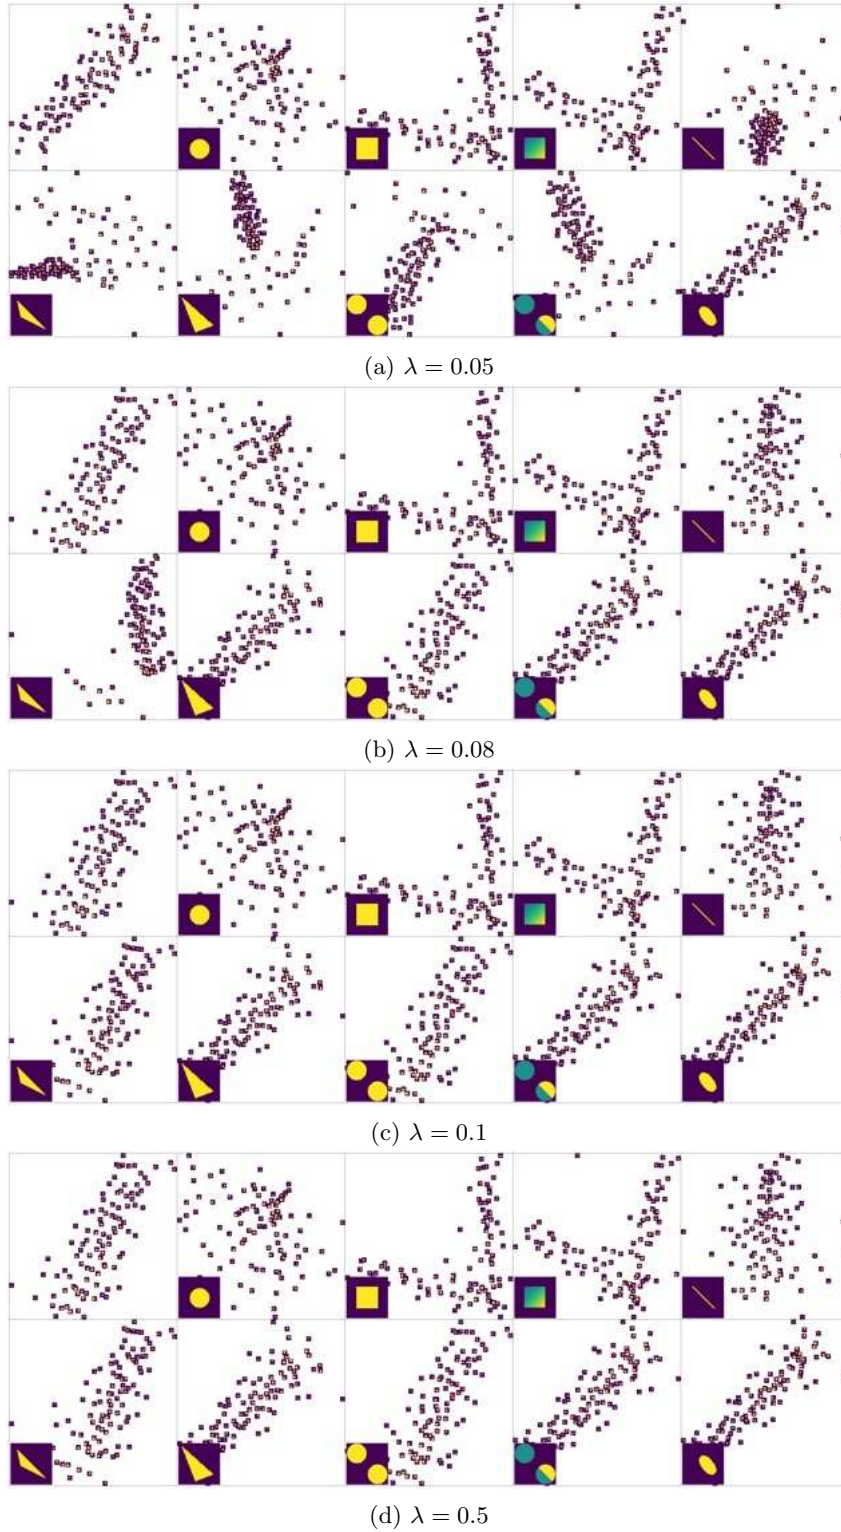 (a) λ = 0.05
(b) λ = 0.08
(c) λ = 0.1
(d) λ = 0.5